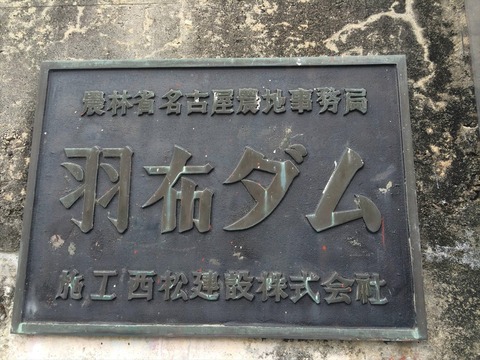 農林省名古屋農地事務局
羽布ダム
施工 西松建設株式会社